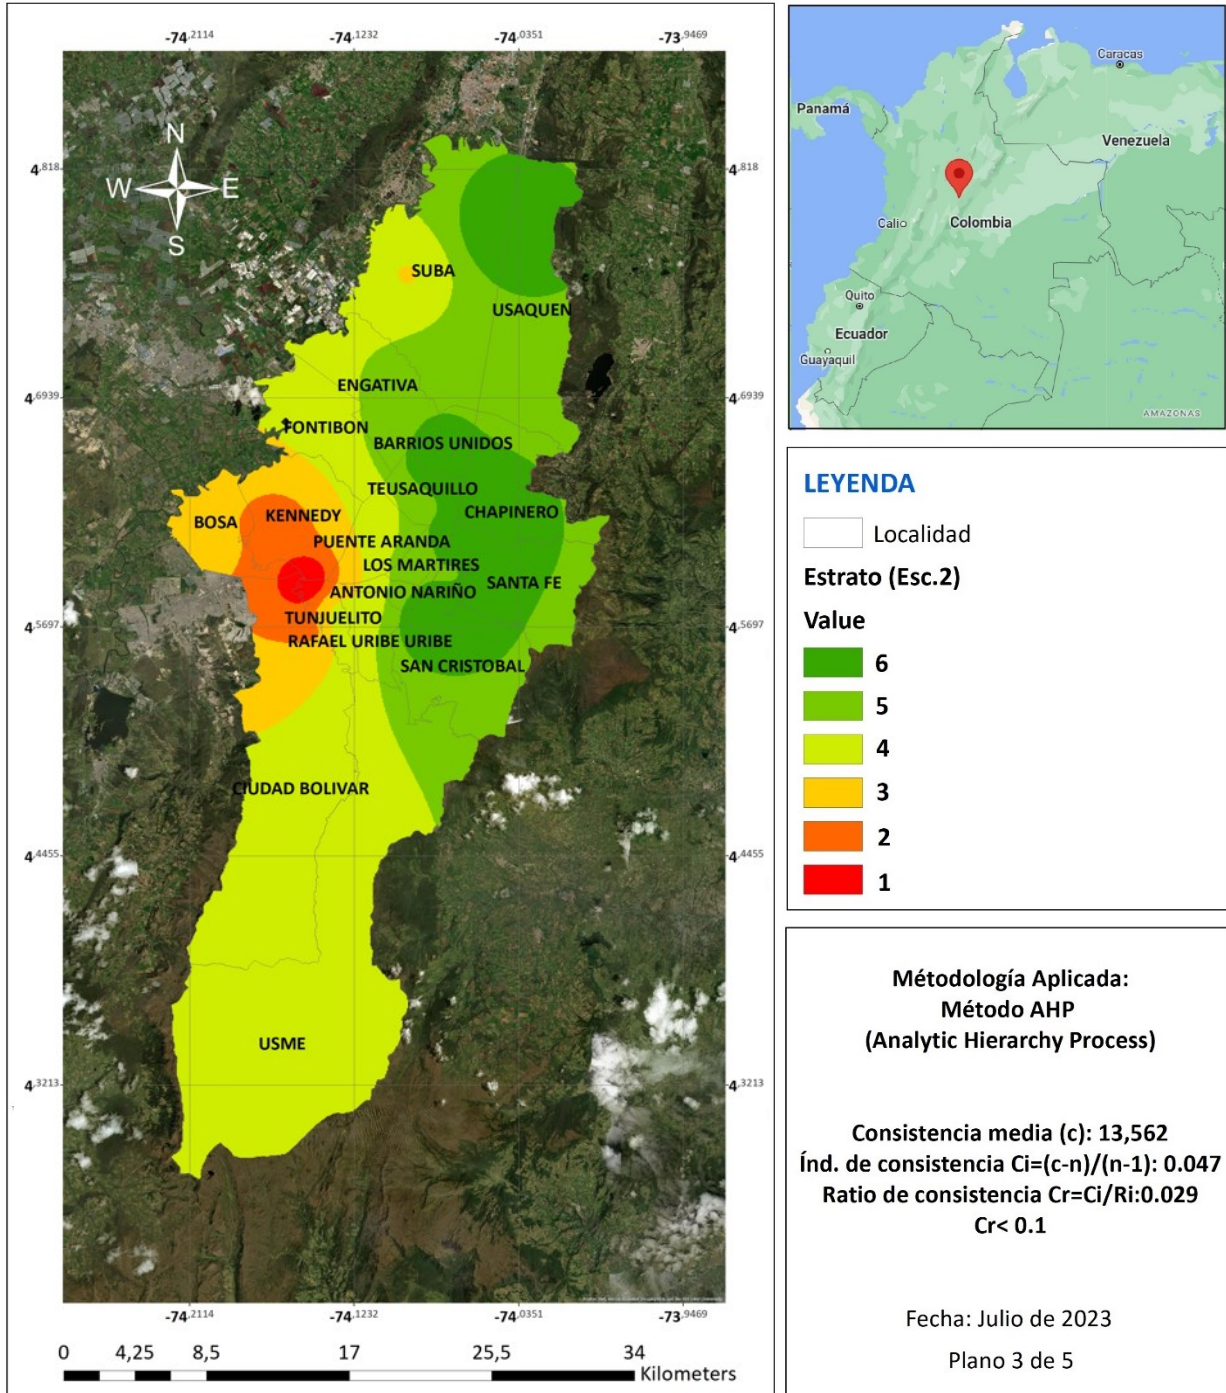 -74,2114 -74,1232 -74,0351 -73,9469
4,818 4,818
N
W E
S
SUBA
USAQUEN
ENGATIVA
4,6939 4,6939
FONTIBON
BARRIOS UNIDOS
TEUSAQUILLO
CHAPINERO
BOSA
KENNEDY
PUENTE ARANDA
LOS MARTIRES
SANTA FE
ANTONIO NARIÑO
TUNJUELITO
4,5697 4,5697
RAFAEL URIBE URIBE
SAN CRISTOBAL
CIUDAD BOLIVAR
4,4455 4,4455
USME
4,3213 4,3213
-74,2114 -74,1232 -74,0351 -73,9469
0 4,25 8,5 17 25,5 34
Kilometers
Caracas
Panamá
Venezuela
Cali
Colombia
Quito
Ecuador
Guayaquil
AMAZONAS
LEYENDA
Localidad
Estrato (Esc.2)
Value
6
5
4
3
2
1
Métodología Aplicada:
Método AHP
(Analytic Hierarchy Process)
Consistencia media (c): 13,562
Índ. de consistencia Ci=(c-n)/(n-1): 0.047
Ratio de consistencia Cr=Ci/Ri:0.029
Cr< 0.1
Fecha: Julio de 2023
Plano 3 de 5